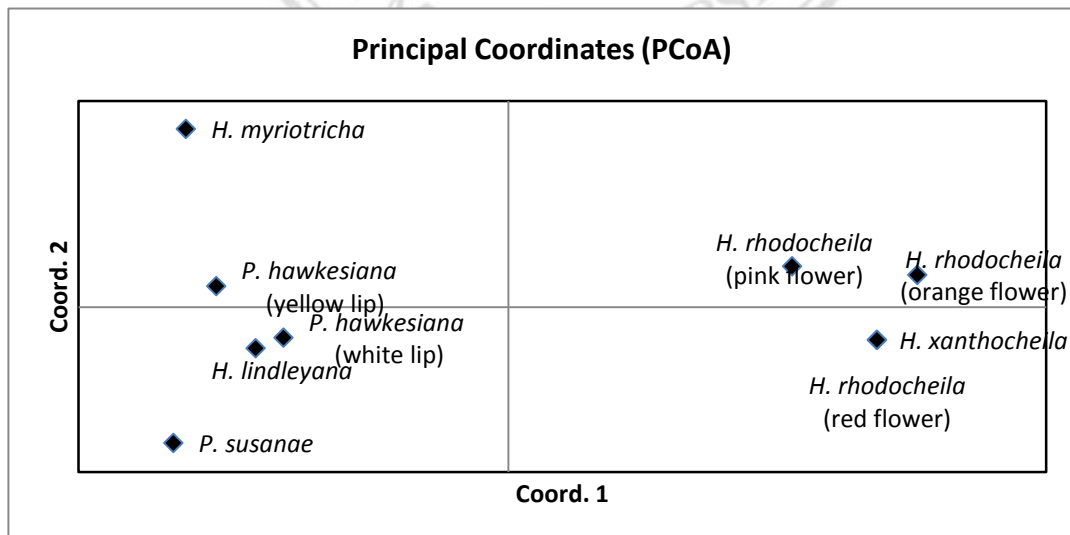 Principal Coordinates (PCoA)
H. myriotricha
H. rhodocheila
(pink flower)
H. rhodocheila
(orange flower)
P. hawkesiana
(yellow lip)
P. hawkesiana
(white lip)
H. lindleyana
H. xanthocheila
H. rhodocheila
(red flower)
P. susanae
Coord. 2
Coord. 1